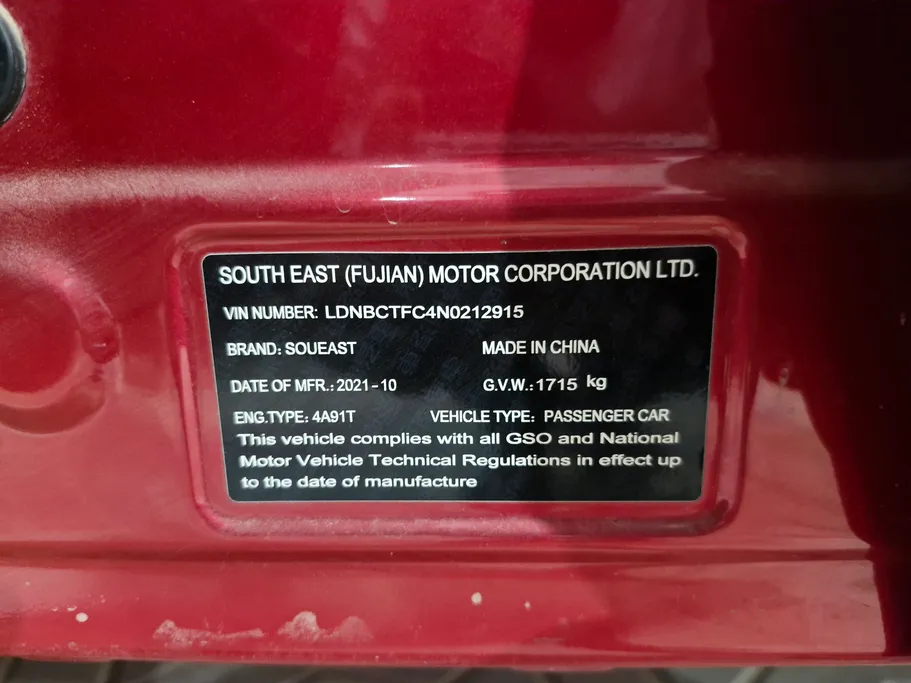 SOUTH EAST (FUJIAN) MOTOR CORPORATION LTD.
VIN NUMBER: LDNBCTFC4N0212915
BRAND: SOUEAST MADE IN CHINA
DATE OF MFR.: 2021-10 G.V.W.: 1715 kg
ENG.TYPE: 4A91T VEHICLE TYPE: PASSENGER CAR
This vehicle complies with all GSO and National
Motor Vehicle Technical Regulations in effect up
to the date of manufacture